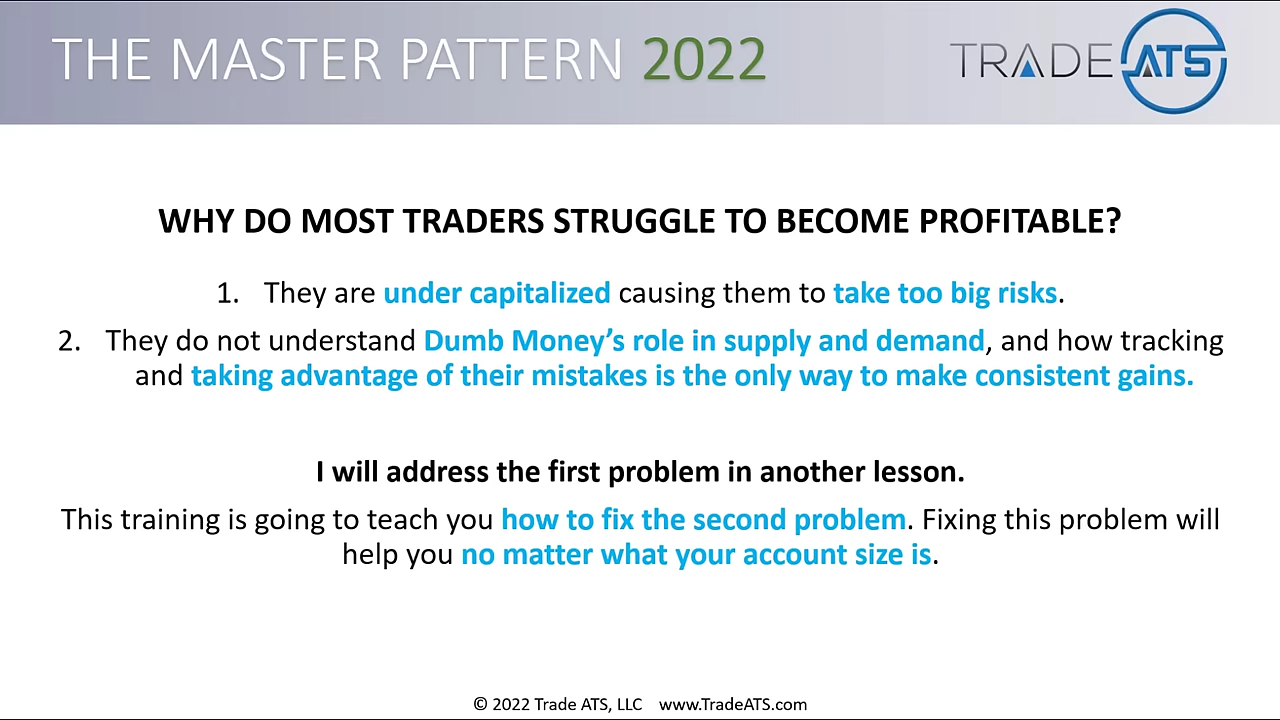 THE MASTER PATTERN 2022
TRADE ATS
WHY DO MOST TRADERS STRUGGLE TO BECOME PROFITABLE?
1. They are under capitalized causing them to take too big risks.
2. They do not understand Dumb Money’s role in supply and demand, and how tracking
and taking advantage of their mistakes is the only way to make consistent gains.
I will address the first problem in another lesson.
This training is going to teach you how to fix the second problem. Fixing this problem will
help you no matter what your account size is.
© 2022 Trade ATS, LLC www.TradeATS.com